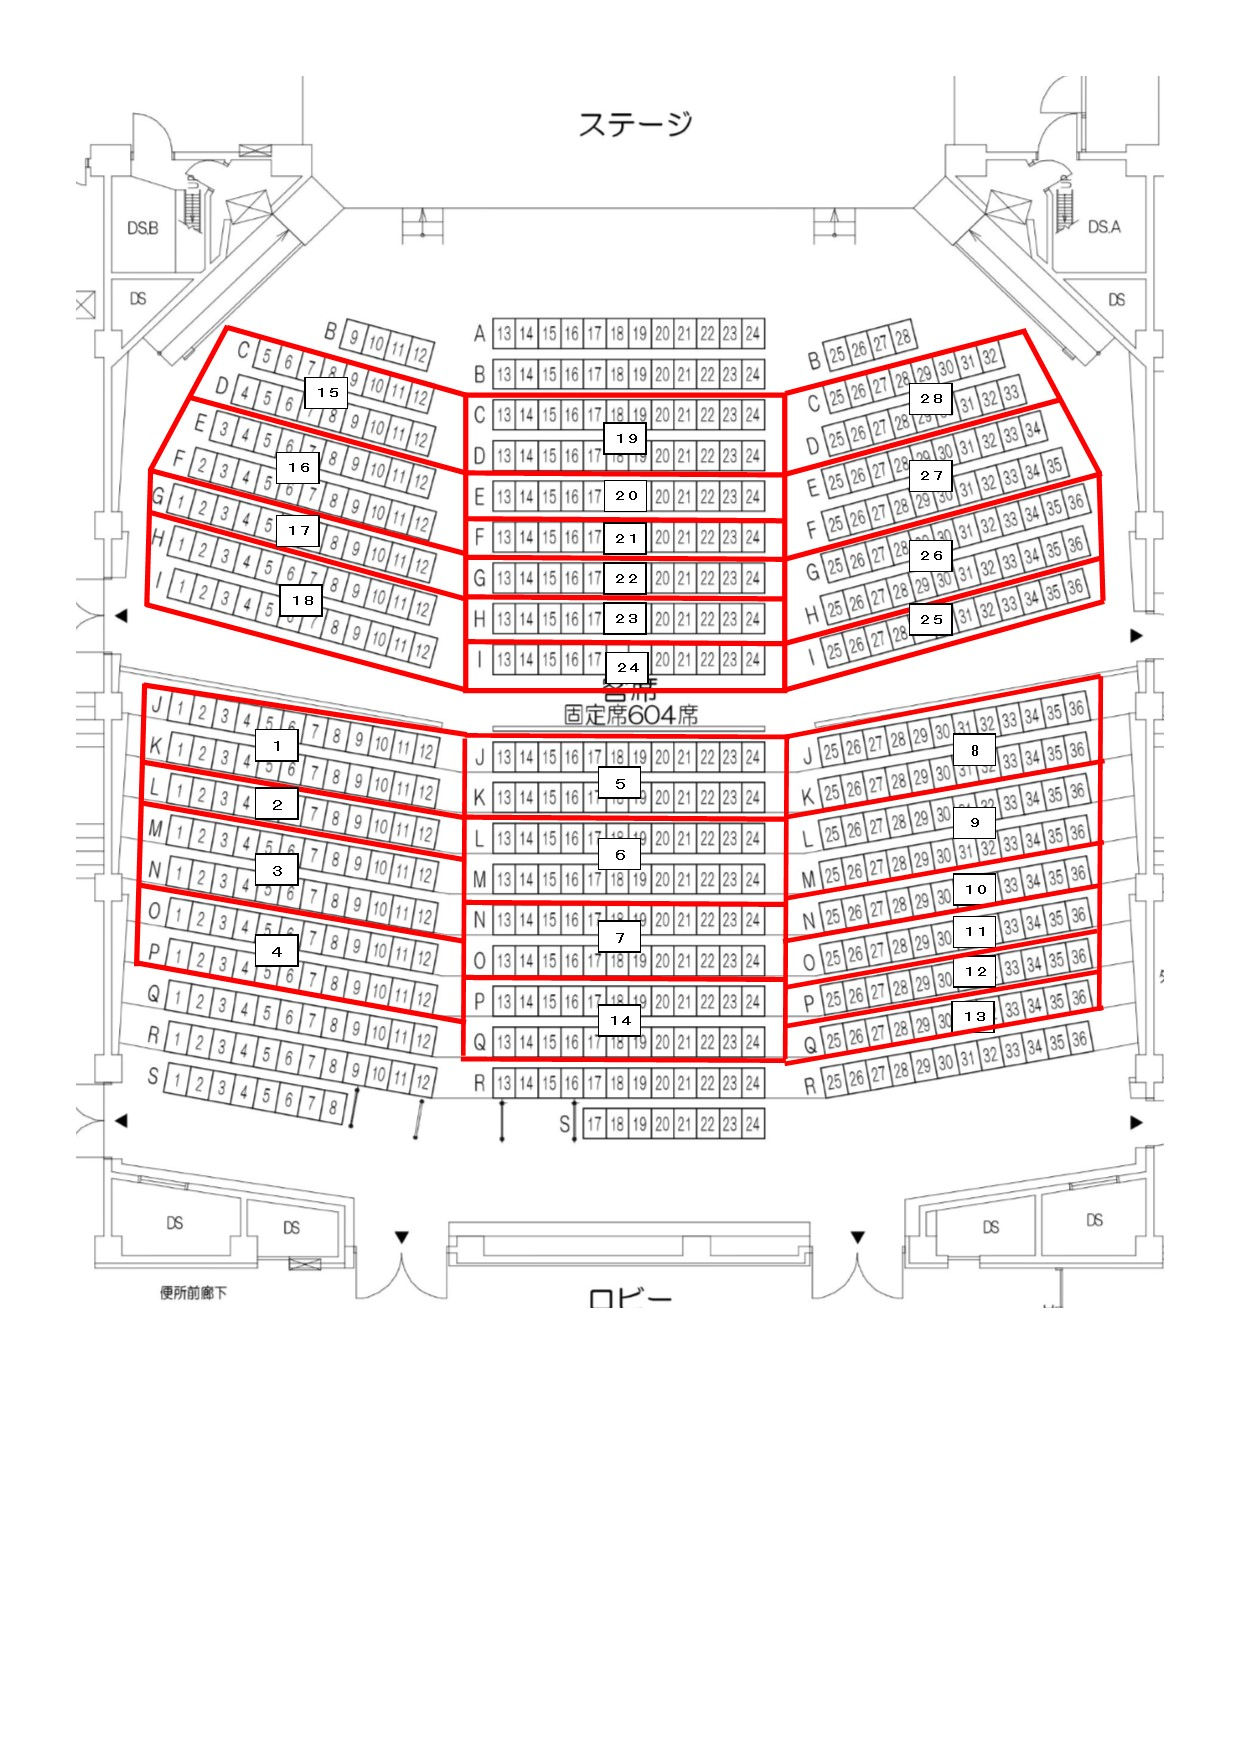 ステージ
DS.B
DS.A
DS
DS
B 9 10 11 12
A 13 14 15 16 17 18 19 20 21 22 23 24
B 25 26 27 28
C 5 6 7 8 9 10 11 12
B 13 14 15 16 17 18 19 20 21 22 23 24
C 25 26 27 28 29 30 31 32
D 4 5 6 7 8 9 10 11 12
15
C 13 14 15 16 17 18 19 20 21 22 23 24
D 25 26 27 28 29 30 31 32 33
28
E 3 4 5 6 7 8 9 10 11 12
19
D 13 14 15 16 17 18 19 20 21 22 23 24
E 25 26 27 28 29 30 31 32 33 34
27
F 2 3 4 5 6 7 8 9 10 11 12
16
E 13 14 15 16 17 20 21 22 23 24
20
F 25 26 27 28 29 30 31 32 33 34 35
G 1 2 3 4 5 6 7 8 9 10 11 12
17
F 13 14 15 16 17 20 21 22 23 24
21
G 25 26 27 28 29 30 31 32 33 34 35 36
26
H 1 2 3 4 5 6 7 8 9 10 11 12
G 13 14 15 16 17 20 21 22 23 24
22
H 25 26 27 28 29 30 31 32 33 34 35 36
I 1 2 3 4 5 6 7 8 9 10 11 12
18
H 13 14 15 16 17 20 21 22 23 24
23
I 25 26 27 28 31 32 33 34 35 36
25
I 13 14 15 16 17 20 21 22 23 24
24
客席
固定席604席
J 1 2 3 4 5 6 7 8 9 10 11 12
1
J 13 14 15 16 17 18 19 20 21 22 23 24
J 25 26 27 28 29 30 31 32 33 34 35 36
8
K 1 2 3 4 5 6 7 8 9 10 11 12
5
K 13 14 15 16 17 18 19 20 21 22 23 24
K 25 26 27 28 29 30 31 32 33 34 35 36
L 1 2 3 4 5 6 7 8 9 10 11 12
2
L 13 14 15 16 17 18 19 20 21 22 23 24
L 25 26 27 28 29 30 31 32 33 34 35 36
9
M 1 2 3 4 5 6 7 8 9 10 11 12
6
M 13 14 15 16 17 18 19 20 21 22 23 24
M 25 26 27 28 29 30 31 32 33 34 35 36
N 1 2 3 4 5 6 7 8 9 10 11 12
3
N 13 14 15 16 17 18 19 20 21 22 23 24
N 25 26 27 28 29 30 33 34 35 36
10
O 1 2 3 4 5 6 7 8 9 10 11 12
7
O 13 14 15 16 17 18 19 20 21 22 23 24
O 25 26 27 28 29 30 33 34 35 36
11
P 1 2 3 4 5 6 7 8 9 10 11 12
4
P 13 14 15 16 17 18 19 20 21 22 23 24
P 25 26 27 28 29 30 33 34 35 36
12
Q 1 2 3 4 5 6 7 8 9 10 11 12
14
Q 13 14 15 16 17 18 19 20 21 22 23 24
Q 25 26 27 28 29 30 33 34 35 36
13
R 1 2 3 4 5 6 7 8 9 10 11 12
R 13 14 15 16 17 18 19 20 21 22 23 24
R 25 26 27 28 29 30 31 32 33 34 35 36
S 1 2 3 4 5 6 7 8
S 17 18 19 20 21 22 23 24
DS
DS
DS
DS
便所前廊下
ロビー